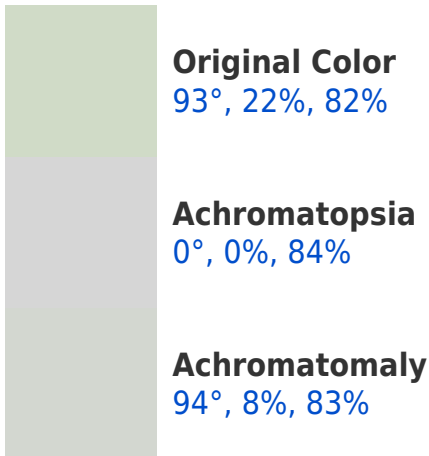 Original Color
93°, 22%, 82%
Achromatopsia
0°, 0%, 84%
Achromatomaly
94°, 8%, 83%